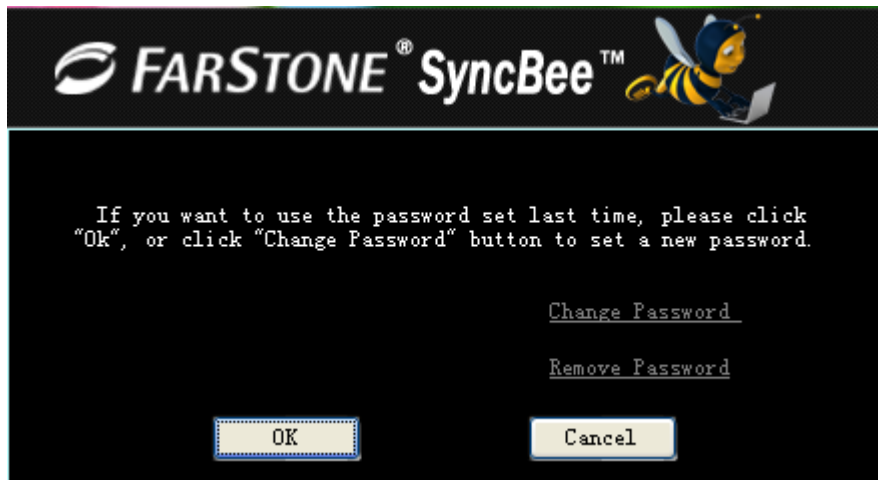 FARSTONE® SyncBee™
If you want to use the password set last time, please click
"Ok", or click "Change Password" button to set a new password.
Change Password
Remove Password
OK Cancel